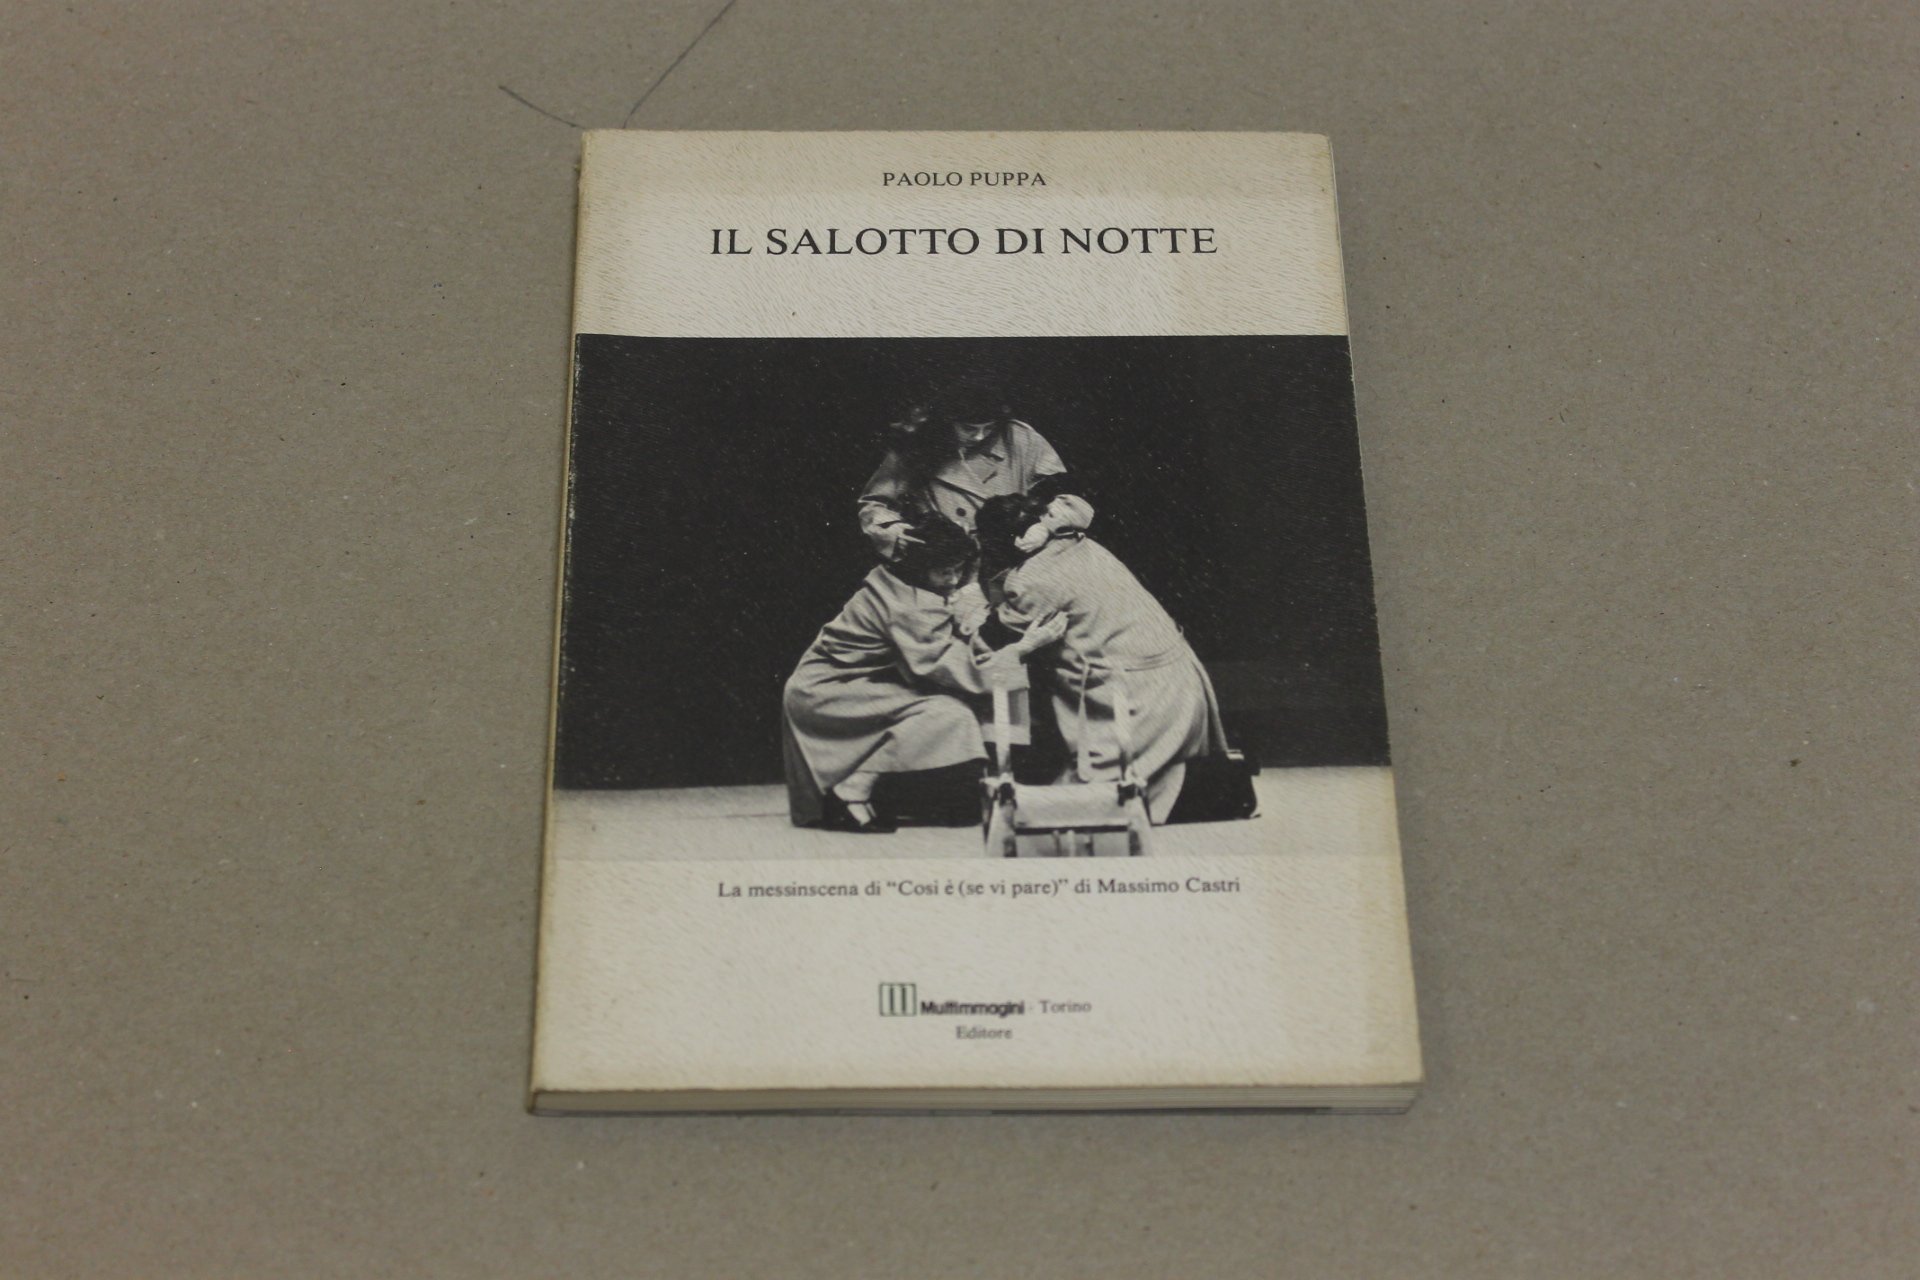 PAOLO PUPPA
IL SALOTTO DI NOTTE
La messinscena di "Così è (se vi pare)" di Massimo Castri
Multimmagini - Torino
Editore